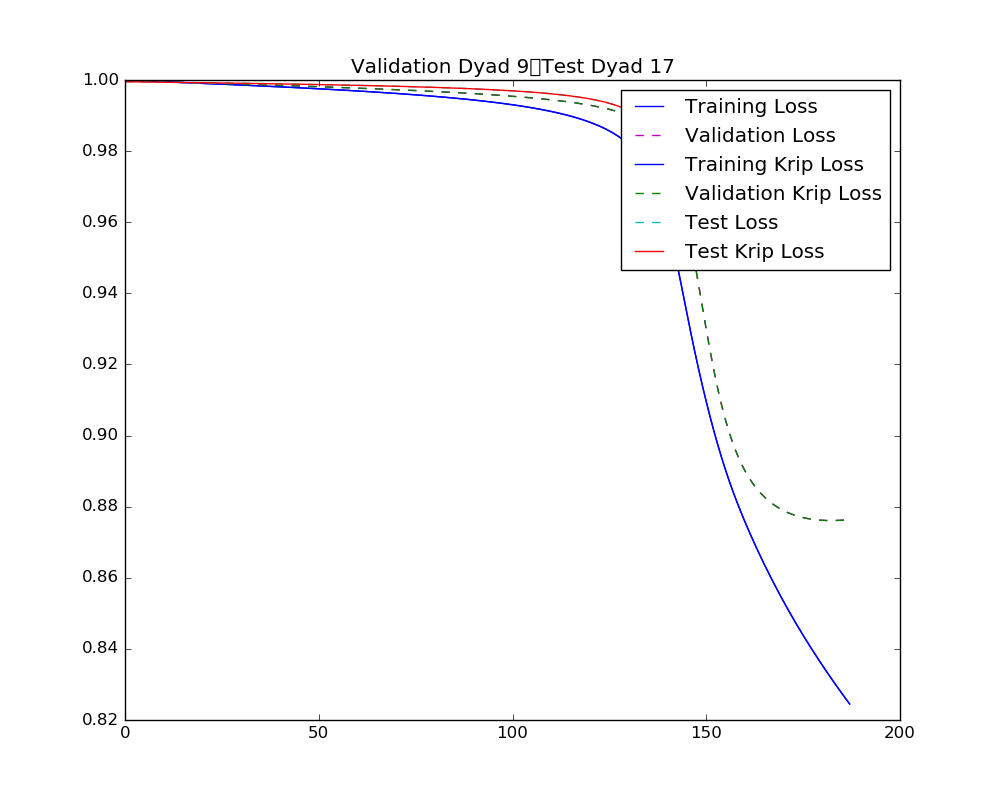 Validation Dyad 9▯Test Dyad 17
1.00
0.98
0.96
0.94
0.92
0.90
0.88
0.86
0.84
0.82
0
50
100
150
200
Training Loss
Validation Loss
Training Krip Loss
Validation Krip Loss
Test Loss
Test Krip Loss